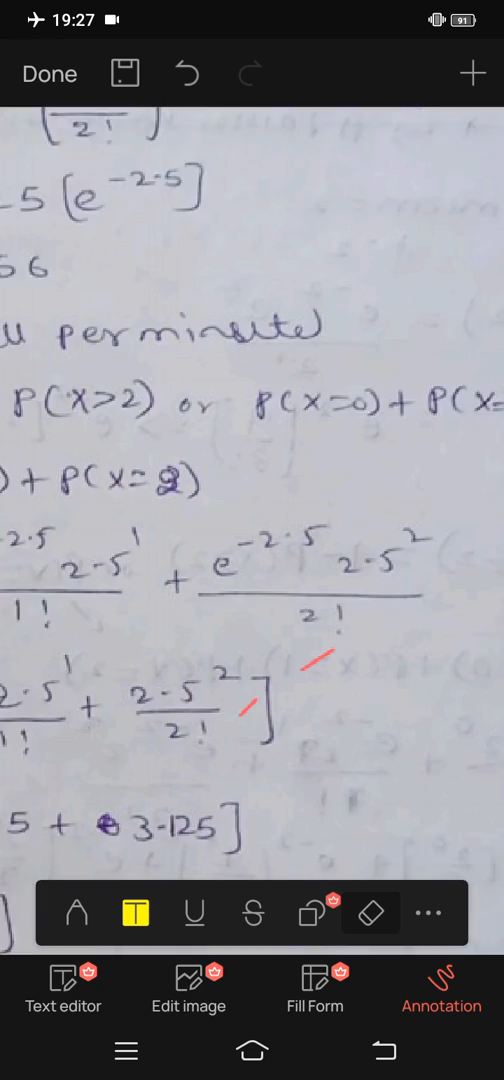 19:27 91
Done
2!
-5 [e^-2.5]
56
per minute
P(X>2) or P(X=0) + P(X=
) + P(X=2)
-2.5 2.5^1 / 1! + e^-2.5 2.5^2 / 2!
2.5^1 / 1! + 2.5^2 / 2! ]
5 + 3.125]
]
T U S
Text editor Edit image Fill Form Annotation